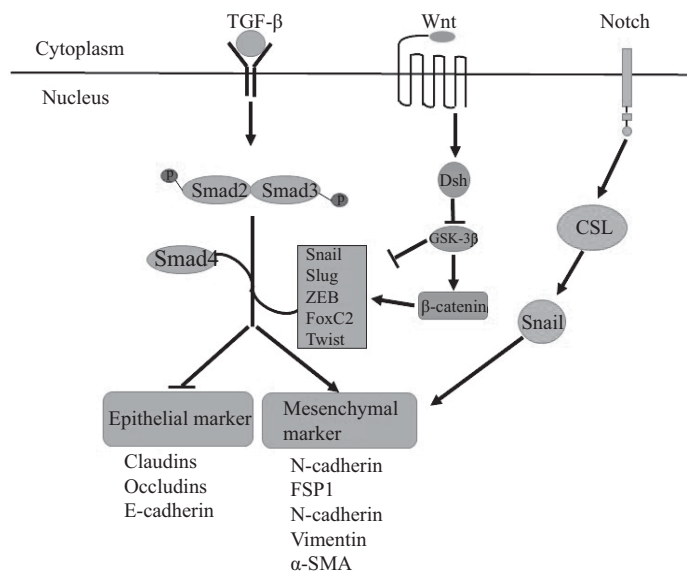 TGF-β
Wnt
Notch
Cytoplasm
Nucleus
P
Smad2
Smad3
P
Dsh
GSK-3β
CSL
Smad4
Snail
Slug
ZEB
FoxC2
Twist
β-catenin
Snail
Epithelial marker
Mesenchymal
marker
Claudins
Occludins
E-cadherin
N-cadherin
FSP1
N-cadherin
Vimentin
α-SMA